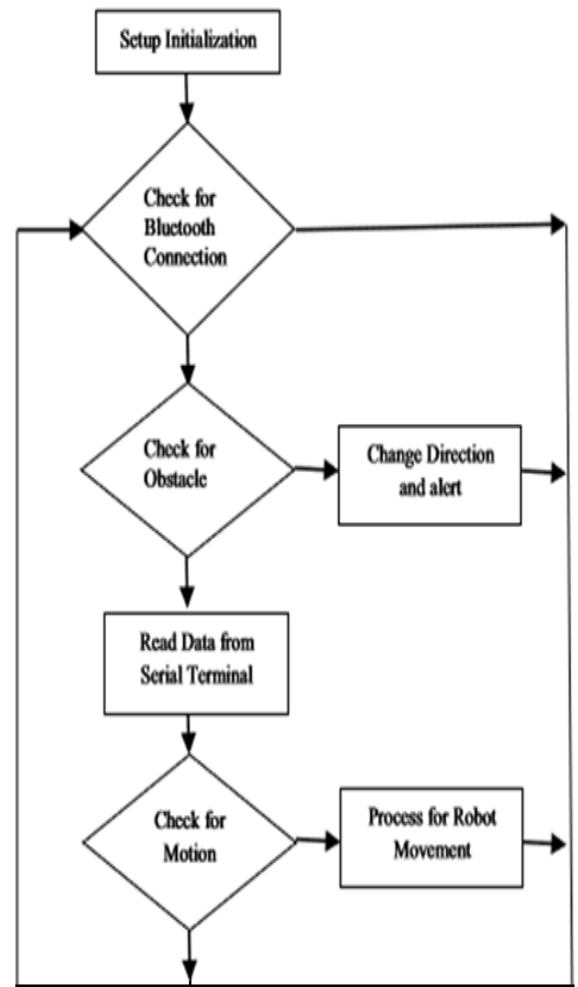 Setup Initialization
Check for
Bluetooth
Connection
Check for
Obstacle
Change Direction
and alert
Read Data from
Serial Terminal
Check for
Motion
Process for Robot
Movement